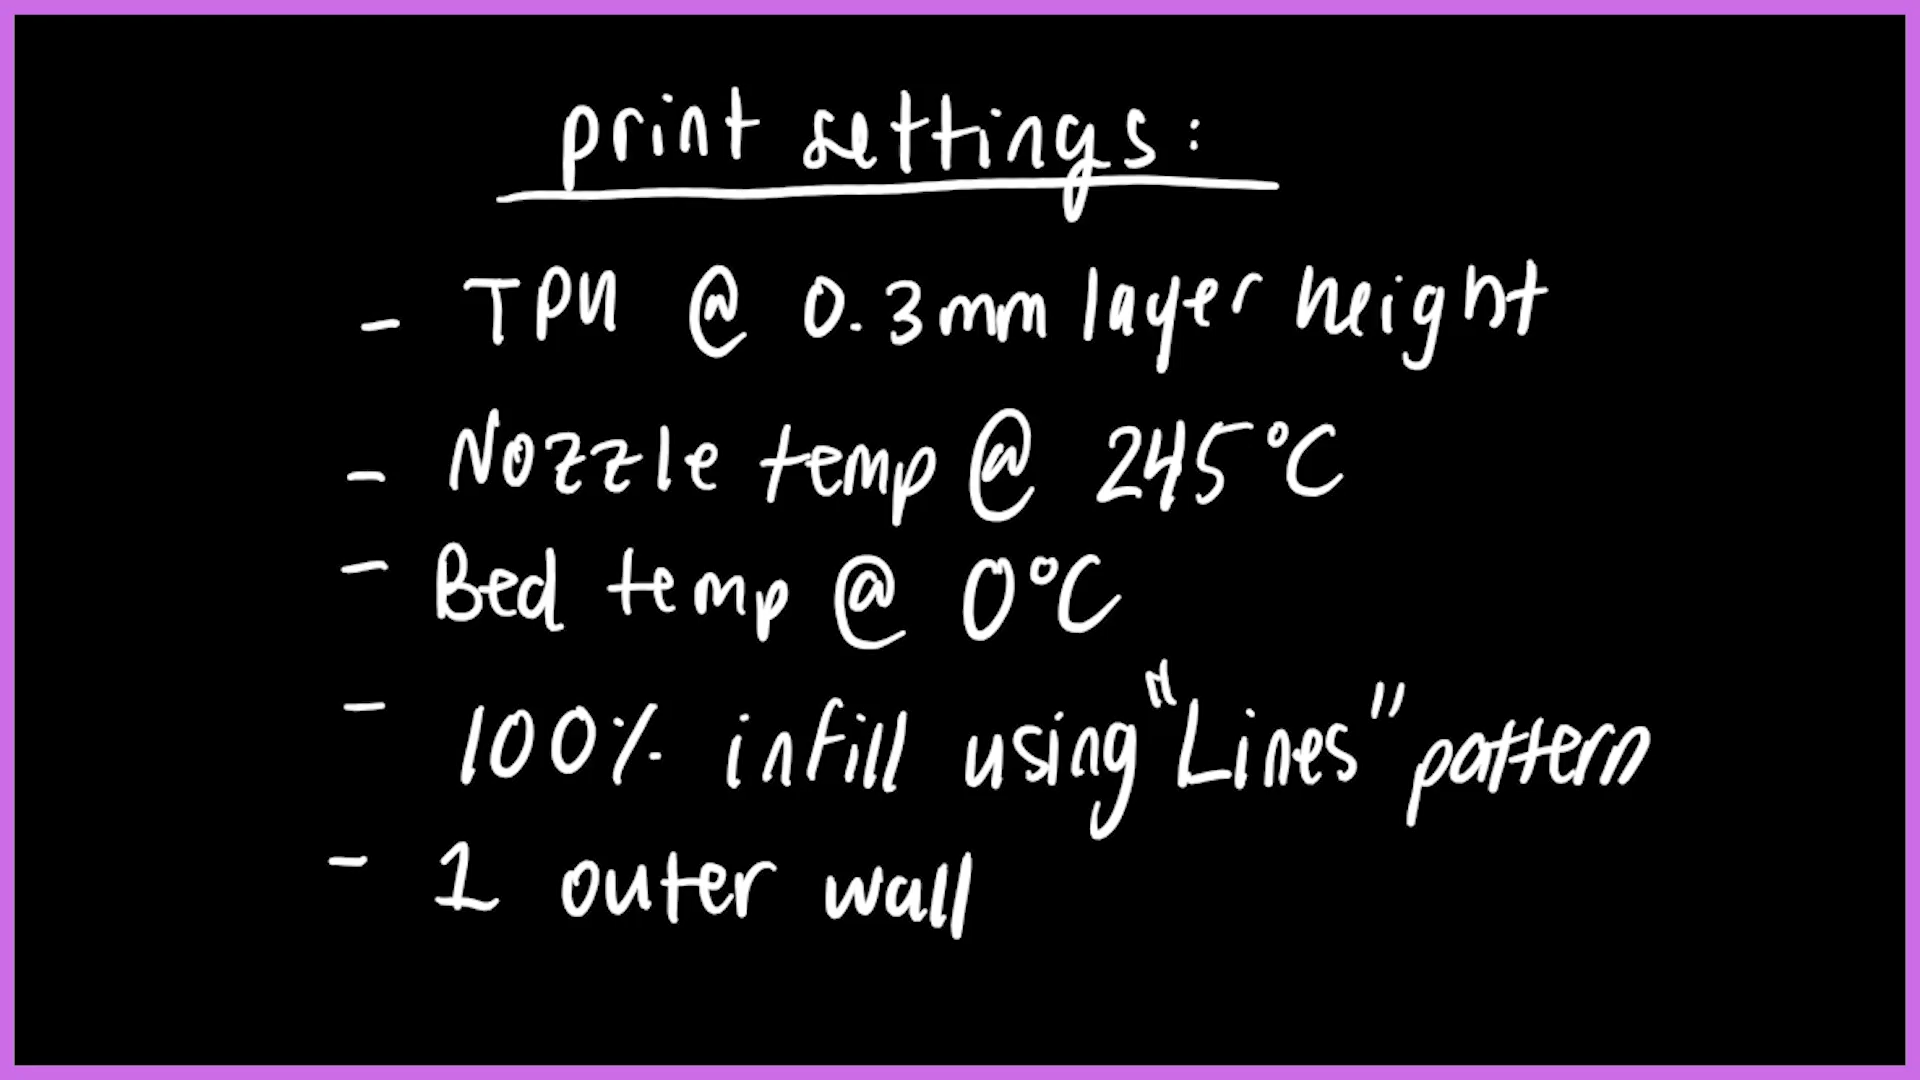 print settings:
- TPU @ 0.3mm layer height
- Nozzle temp @ 245°C
- Bed temp @ 0°C
- 100% infill using "Lines" pattern
- 1 outer wall